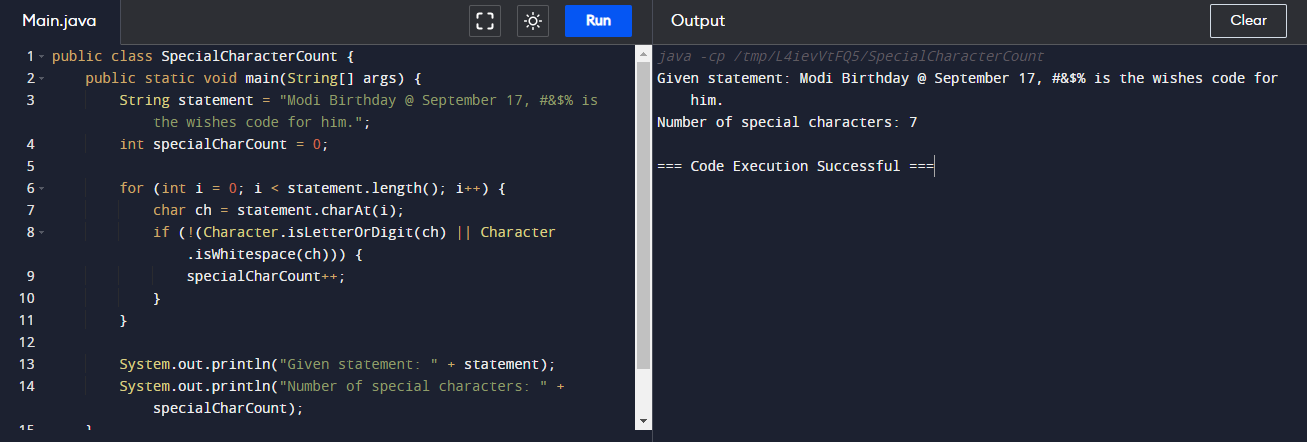 Main.java
Run
1 public class SpecialCharacterCount {
2 public static void main(String[] args) {
3 String statement = "Modi Birthday @ September 17, #&$% is
the wishes code for him.";
4 int specialCharCount = 0;
5
6 for (int i = 0; i < statement.length(); i++) {
7 char ch = statement.charAt(i);
8 if (!(Character.isLetterOrDigit(ch) || Character
.isWhitespace(ch))) {
9 specialCharCount++;
10 }
11 }
12
13 System.out.println("Given statement: " + statement);
14 System.out.println("Number of special characters: " +
specialCharCount);
15 }
Output
Clear
java -cp /tmp/L4ievVtFQ5/SpecialCharacterCount
Given statement: Modi Birthday @ September 17, #&$% is the wishes code for
him.
Number of special characters: 7
=== Code Execution Successful ===